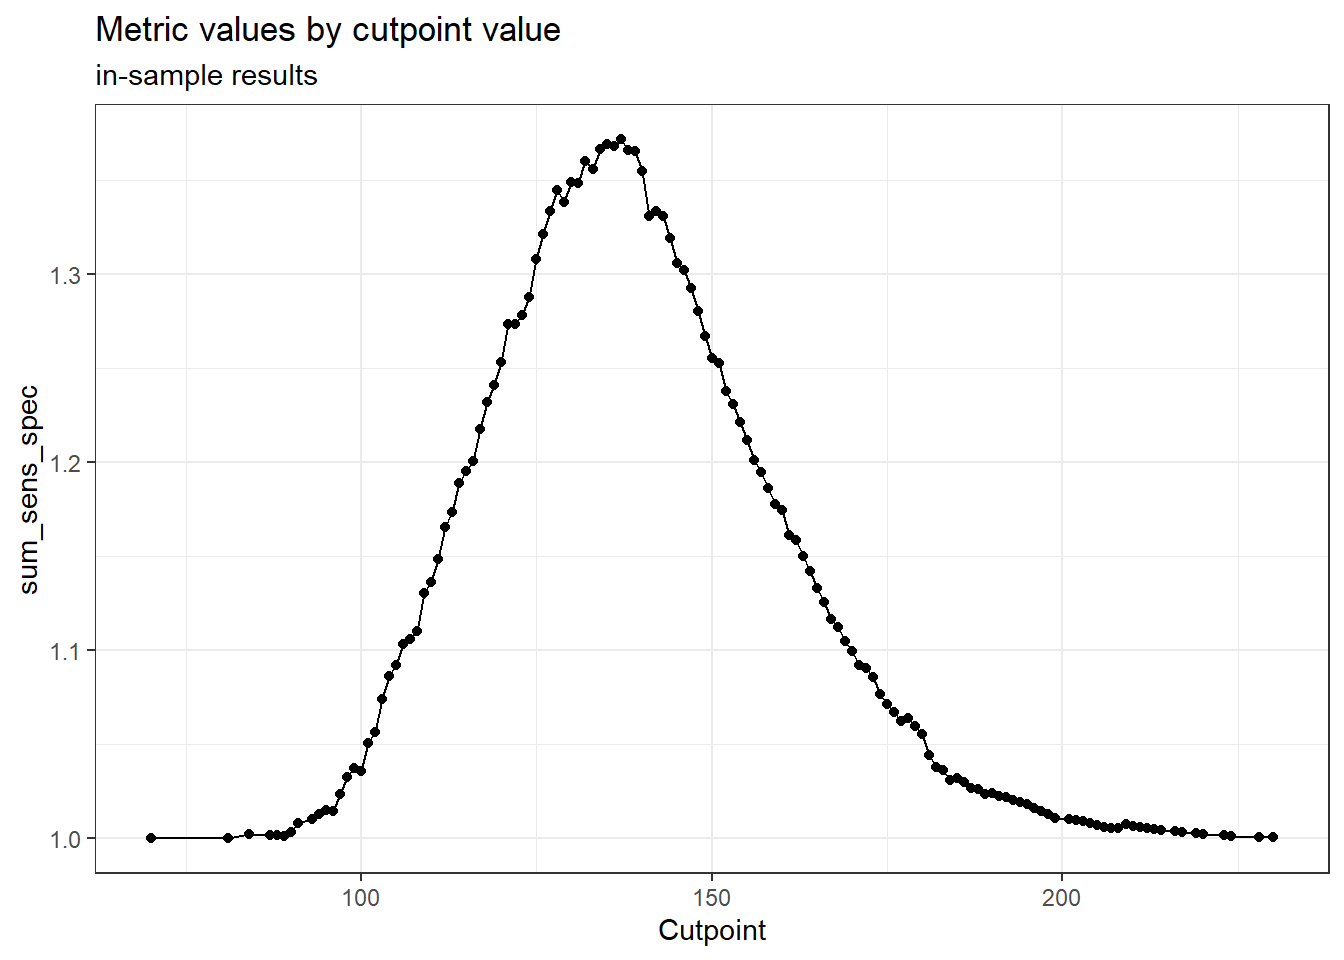 Metric values by cutpoint value
in-sample results
sum_sens_spec
1.3
1.2
1.1
1.0
100 150 200
Cutpoint